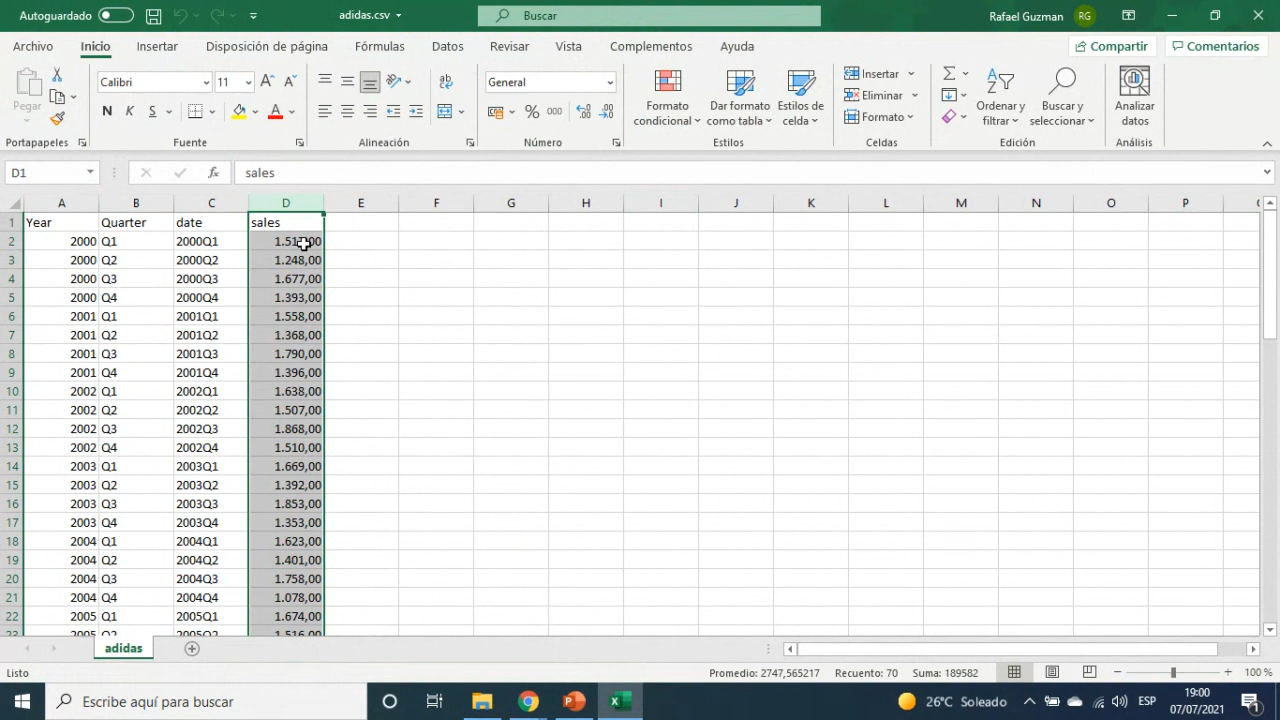 Autoguardado
adidas.csv
Buscar
Rafael Guzman RG
Archivo Inicio Insertar Disposición de página Fórmulas Datos Revisar Vista Complementos Ayuda Compartir Comentarios
Pegar
Calibri 11
N K S
General
% 000
Formato condicional
Dar formato como tabla
Estilos de celda
Insertar
Eliminar
Formato
Ordenar y filtrar
Buscar y seleccionar
Analizar datos
Portapapeles Fuente Alineación Número Estilos Celdas Edición Análisis
D1 fx sales
A B C D E F G H I J K L M N O P
1 Year Quarter date sales
2 2000 Q1 2000Q1
3 2000 Q2 2000Q2 1.248,00
4 2000 Q3 2000Q3 1.677,00
5 2000 Q4 2000Q4 1.393,00
6 2001 Q1 2001Q1 1.558,00
7 2001 Q2 2001Q2 1.368,00
8 2001 Q3 2001Q3 1.790,00
9 2001 Q4 2001Q4 1.396,00
10 2002 Q1 2002Q1 1.638,00
11 2002 Q2 2002Q2 1.507,00
12 2002 Q3 2002Q3 1.868,00
13 2002 Q4 2002Q4 1.510,00
14 2003 Q1 2003Q1 1.669,00
15 2003 Q2 2003Q2 1.392,00
16 2003 Q3 2003Q3 1.853,00
17 2003 Q4 2003Q4 1.353,00
18 2004 Q1 2004Q1 1.623,00
19 2004 Q2 2004Q2 1.401,00
20 2004 Q3 2004Q3 1.758,00
21 2004 Q4 2004Q4 1.078,00
22 2005 Q1 2005Q1 1.674,00
23 2005 Q2 2005Q2 1.516,00
adidas
Listo Promedio: 2747,565217 Recuento: 70 Suma: 189582 100 %
Escribe aquí para buscar
26°C Soleado
ESP
19:00
07/07/2021
1